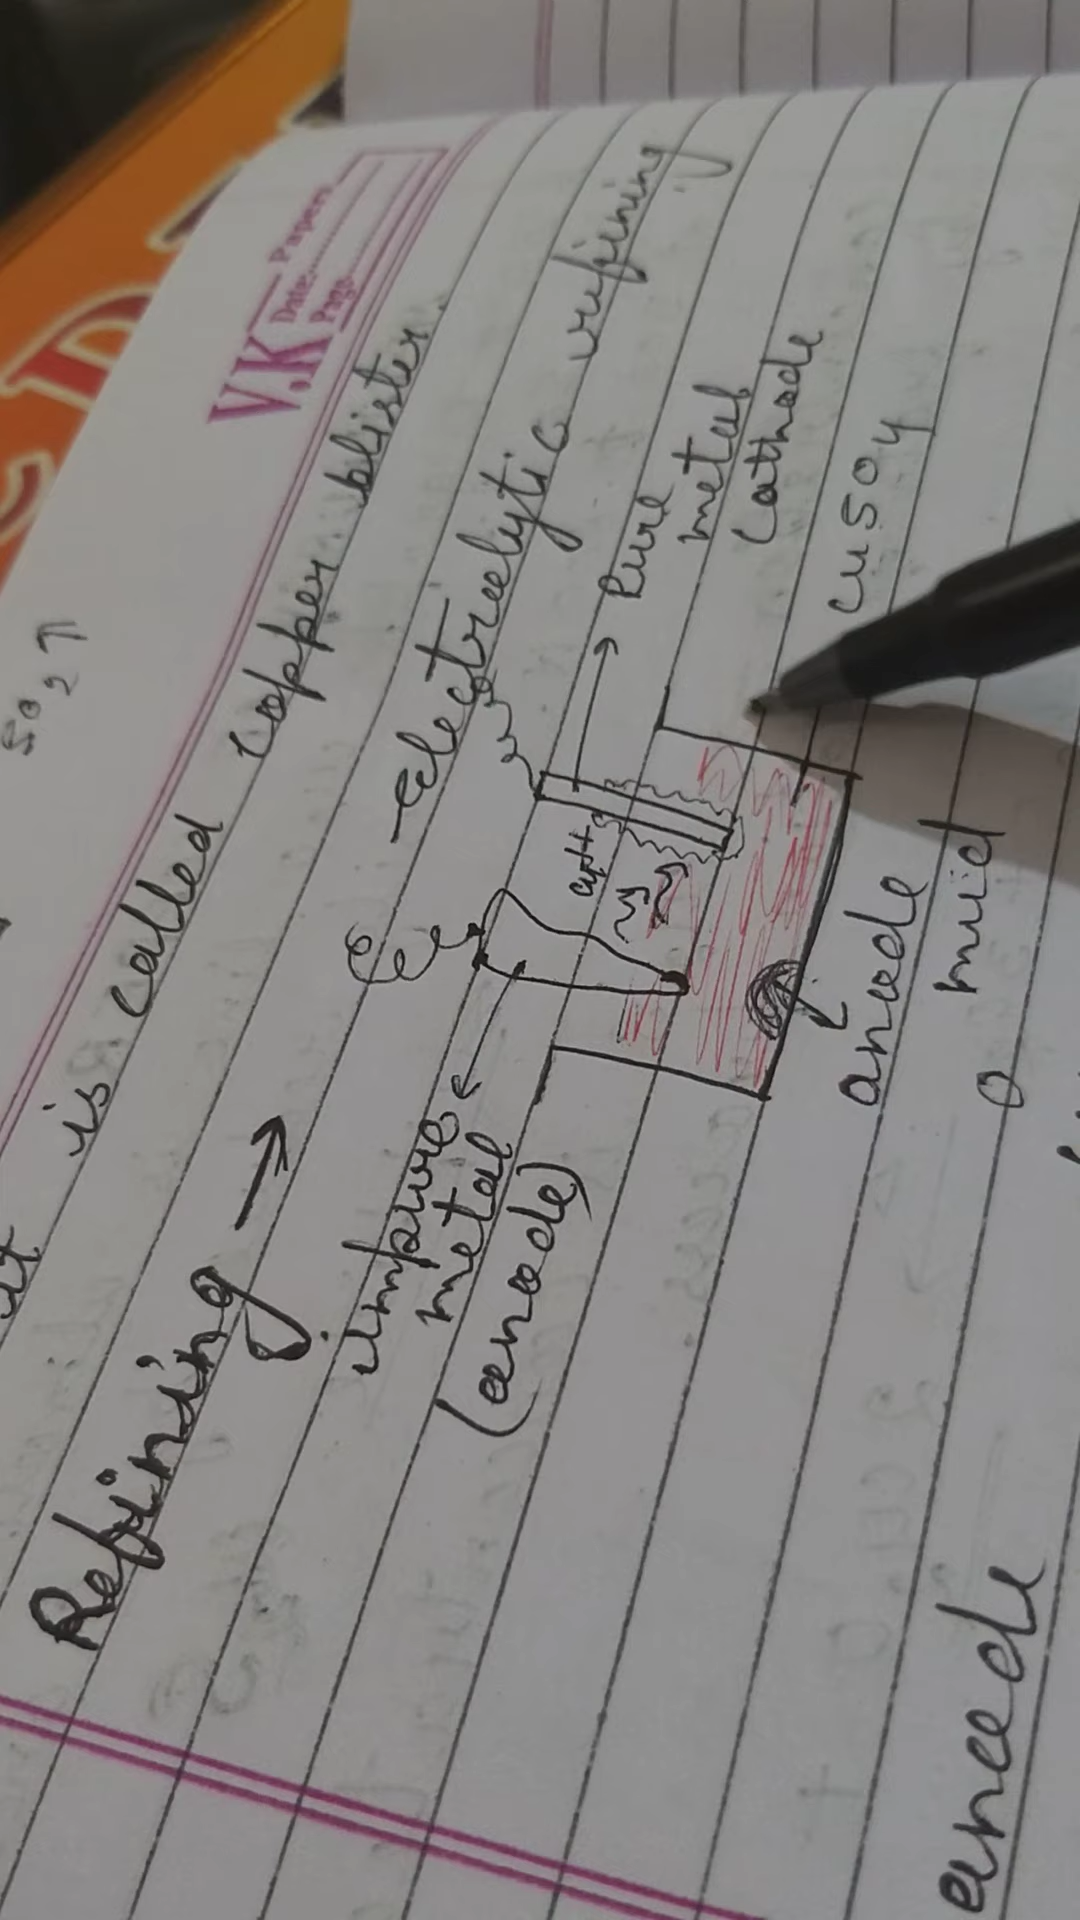 V.K
Papers
Date:
Page
SO2↑
is called copper blister.
Refining → -electrolytic refining
impure metal (anode)
Pure metal cathode
Cu++
CuSO4
anode mud
anode